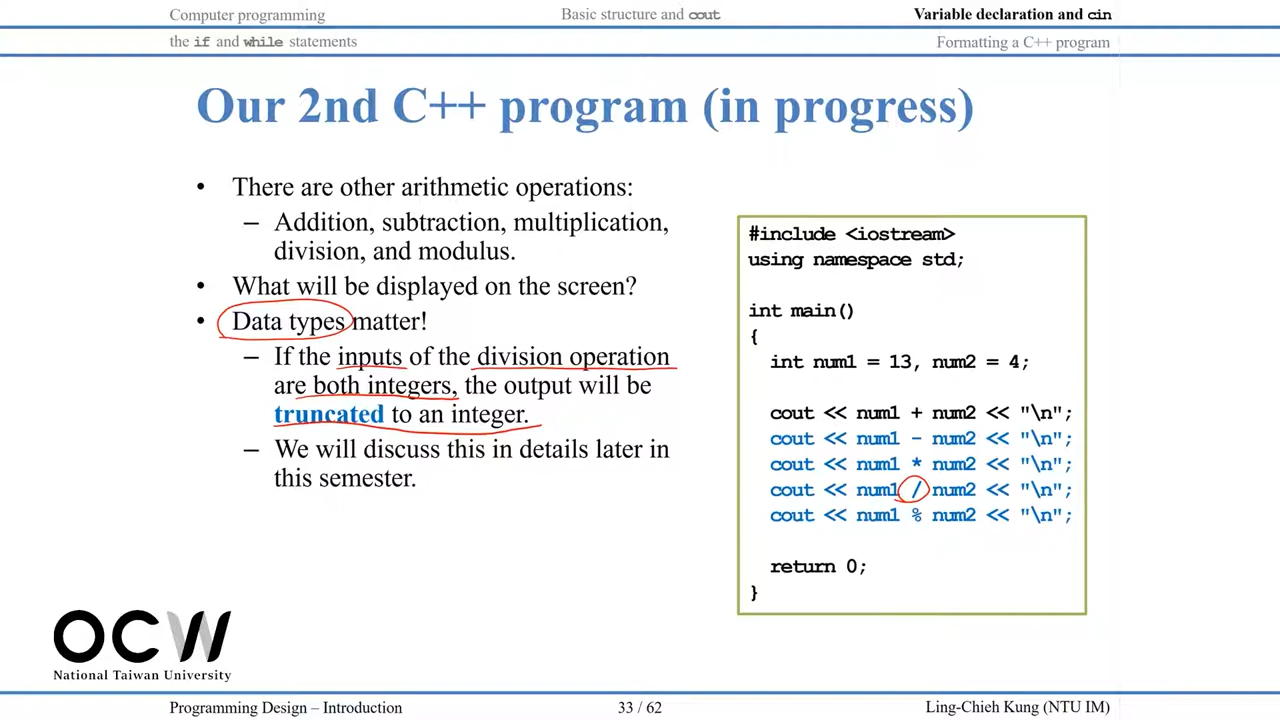 Computer programming
Basic structure and cout
Variable declaration and cin
the if and while statements
Formatting a C++ program
Our 2nd C++ program (in progress)
• There are other arithmetic operations:
– Addition, subtraction, multiplication,
division, and modulus.
• What will be displayed on the screen?
• Data types matter!
– If the inputs of the division operation
are both integers, the output will be
truncated to an integer.
– We will discuss this in details later in
this semester.
#include <iostream>
using namespace std;
int main()
{
int num1 = 13, num2 = 4;
cout << num1 + num2 << "\n";
cout << num1 - num2 << "\n";
cout << num1 * num2 << "\n";
cout << num1 / num2 << "\n";
cout << num1 % num2 << "\n";
return 0;
}
OCW
National Taiwan University
Programming Design – Introduction
33 / 62
Ling-Chieh Kung (NTU IM)